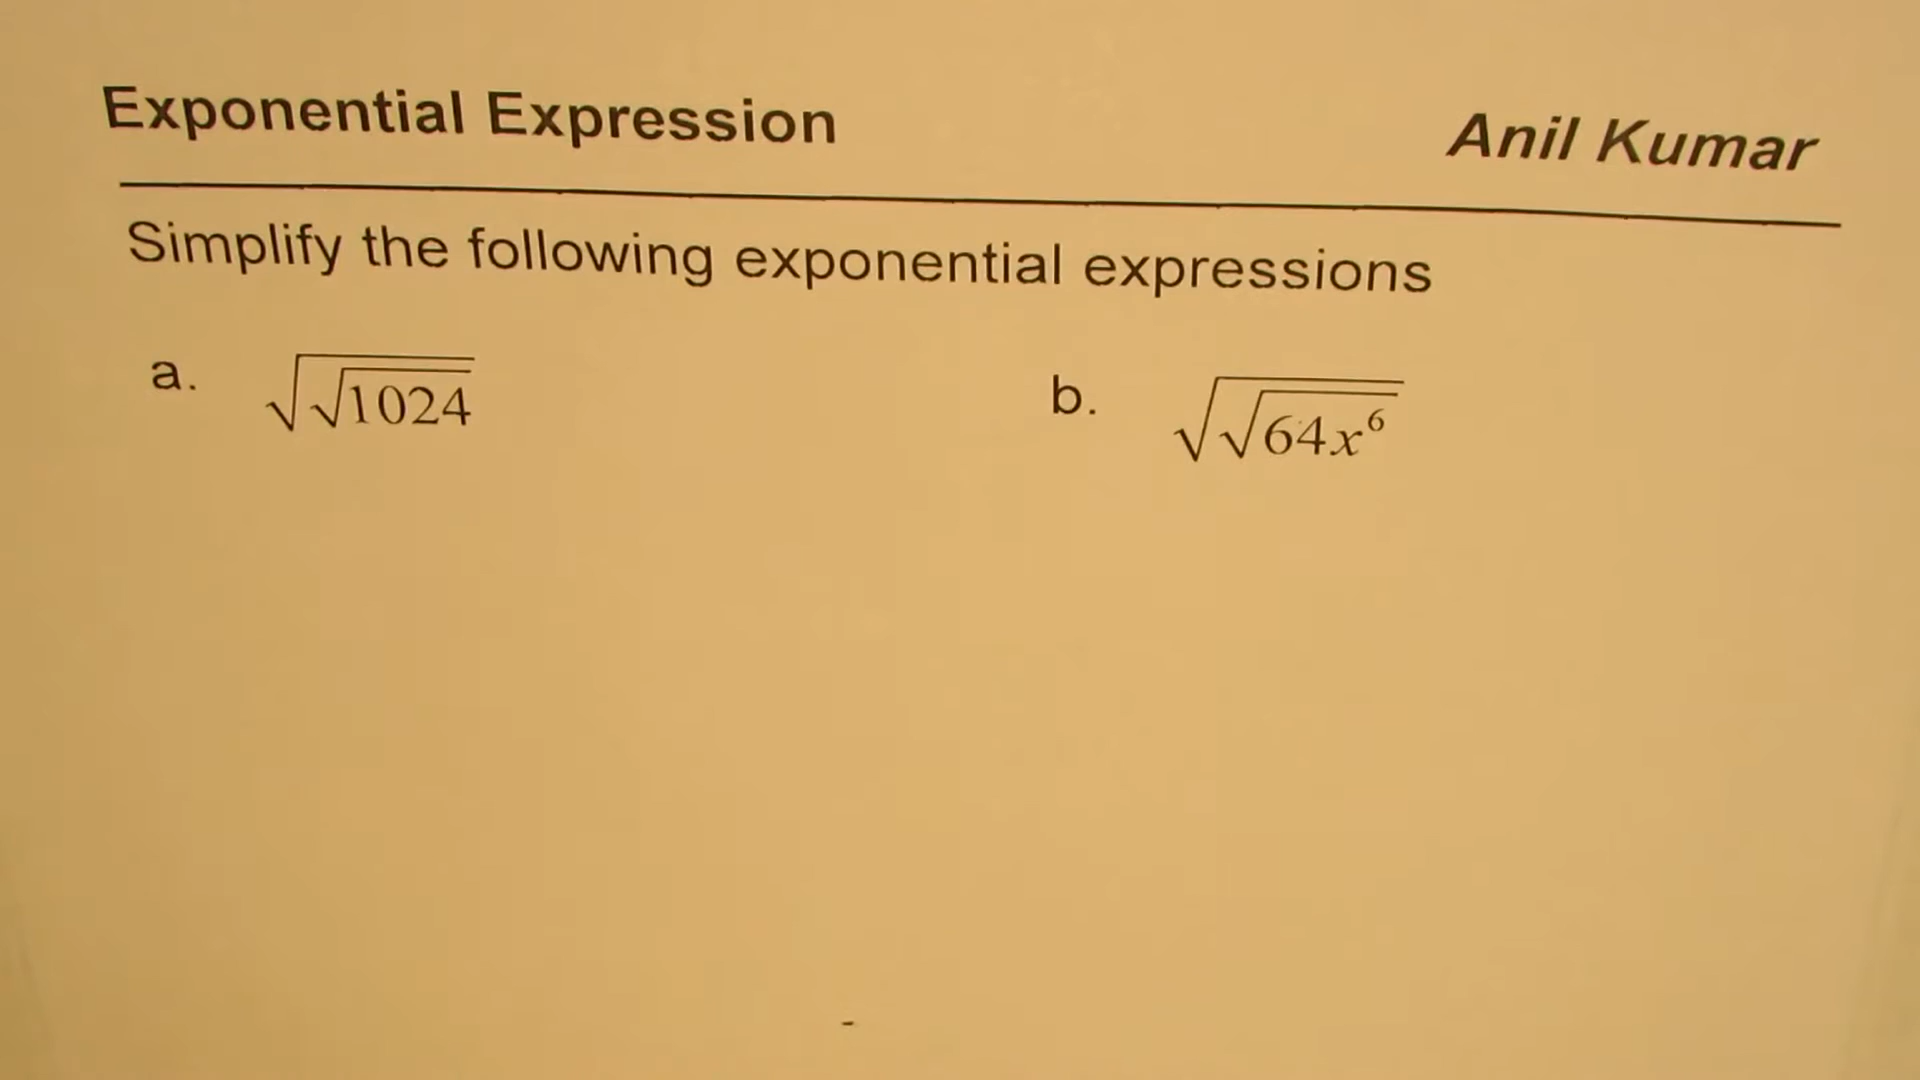 Exponential Expression Anil Kumar
Simplify the following exponential expressions
a. √√1024 b. √√64x⁶